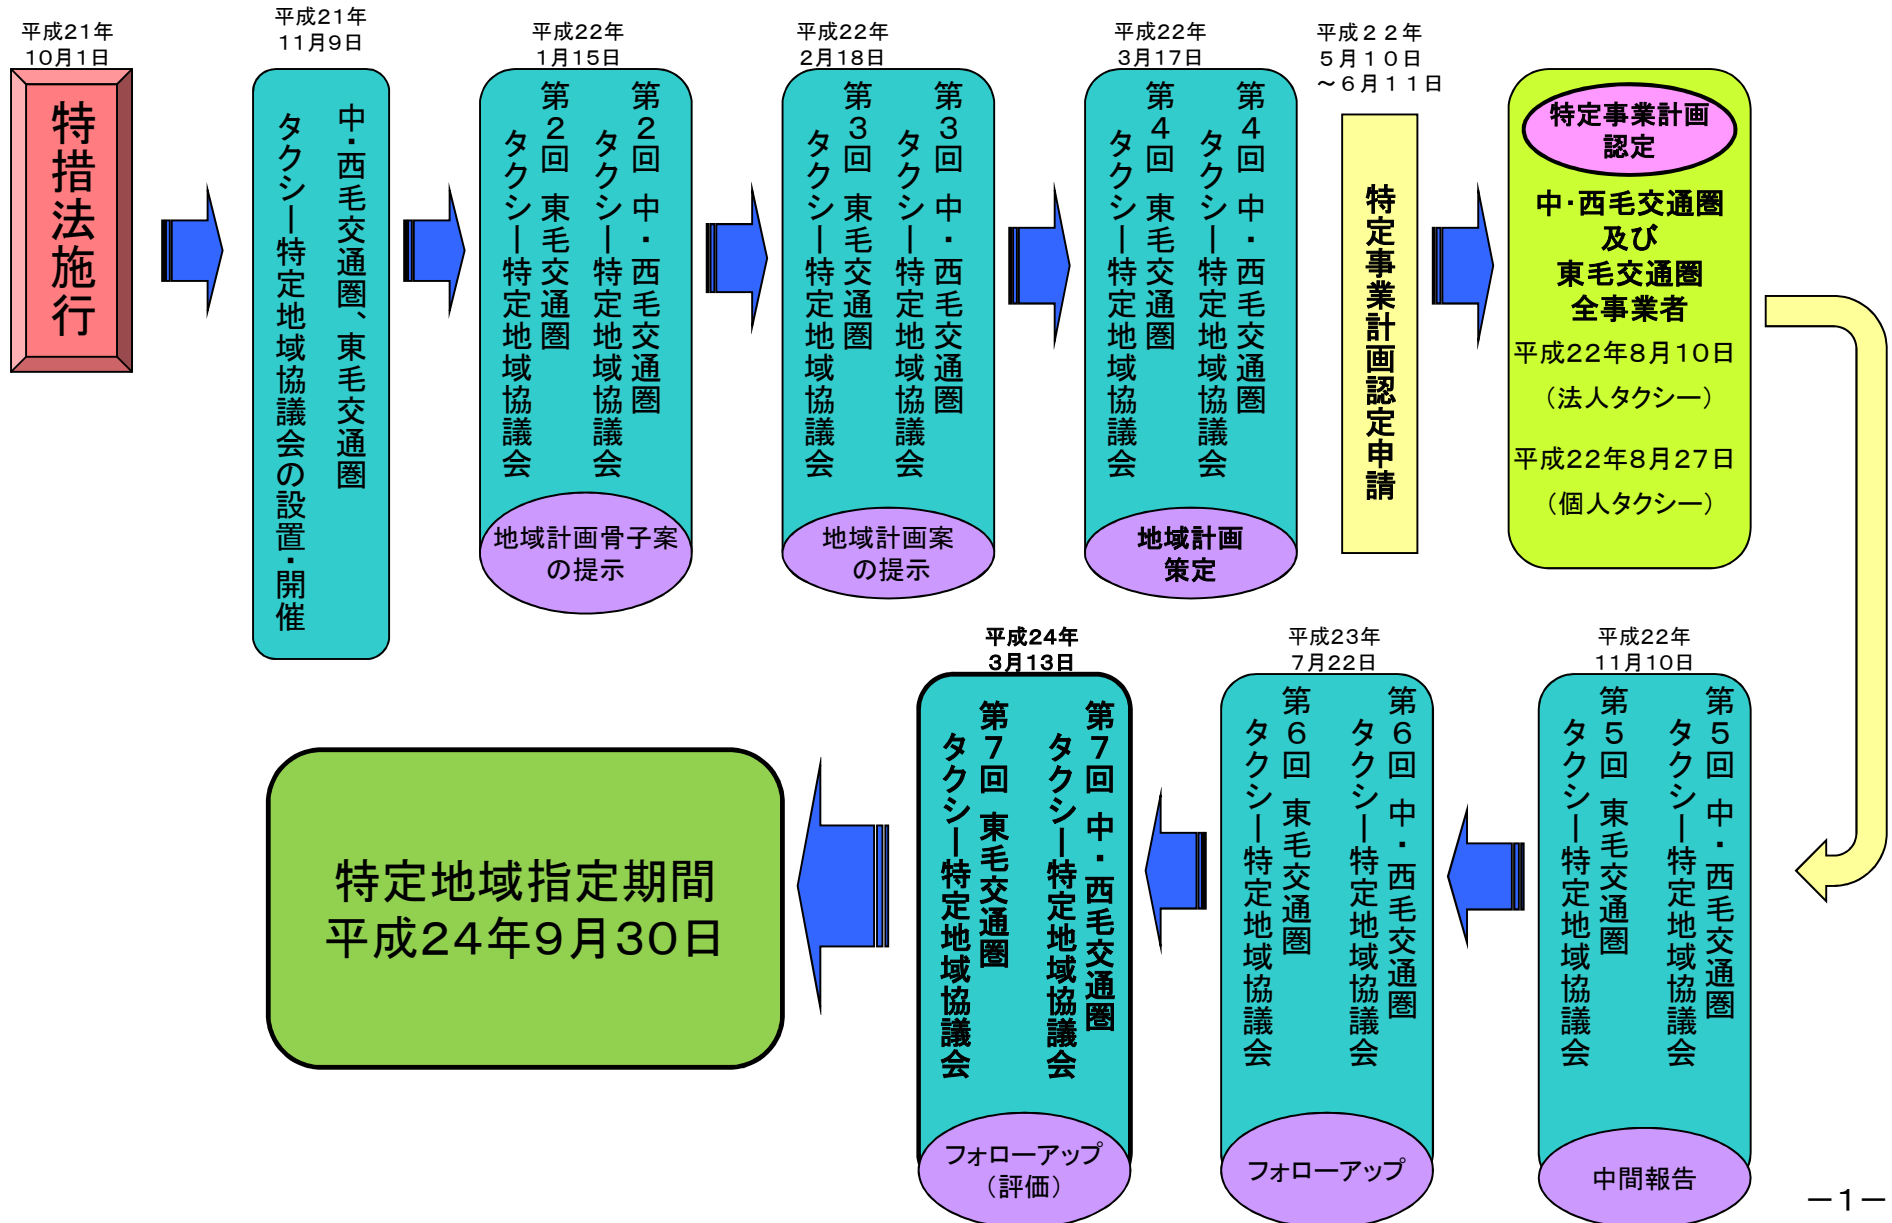 平成21年
10月1日
特措法施行
平成21年
11月9日
中・西毛交通圏、東毛交通圏
タクシー特定地域協議会の設置・開催
平成22年
1月15日
第2回 中・西毛交通圏
タクシー特定地域協議会
第2回 東毛交通圏
タクシー特定地域協議会
地域計画骨子案
の提示
平成22年
2月18日
第3回 中・西毛交通圏
タクシー特定地域協議会
第3回 東毛交通圏
タクシー特定地域協議会
地域計画案
の提示
平成22年
3月17日
第4回 中・西毛交通圏
タクシー特定地域協議会
第4回 東毛交通圏
タクシー特定地域協議会
地域計画
策定
平成22年
5月10日
～6月11日
特定事業計画認定申請
特定事業計画
認定
中・西毛交通圏
及び
東毛交通圏
全事業者
平成22年8月10日
（法人タクシー）
平成22年8月27日
（個人タクシー）
平成22年
11月10日
第5回 中・西毛交通圏
タクシー特定地域協議会
第5回 東毛交通圏
タクシー特定地域協議会
中間報告
平成23年
7月22日
第6回 中・西毛交通圏
タクシー特定地域協議会
第6回 東毛交通圏
タクシー特定地域協議会
フォローアップ
平成24年
3月13日
第7回 中・西毛交通圏
タクシー特定地域協議会
第7回 東毛交通圏
タクシー特定地域協議会
フォローアップ
（評価）
特定地域指定期間
平成24年9月30日
－1－